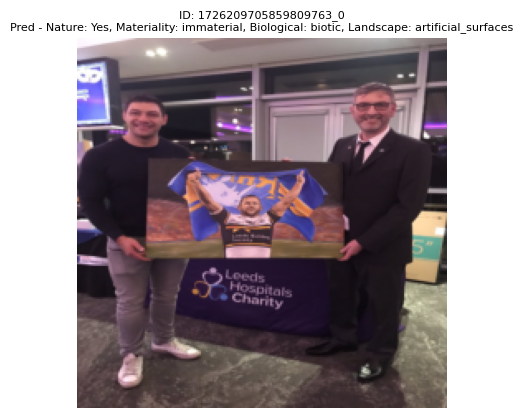 ID: 1726209705859809763_0
Pred - Nature: Yes, Materiality: immaterial, Biological: biotic, Landscape: artificial_surfaces
Leeds
Hospitals
Charity